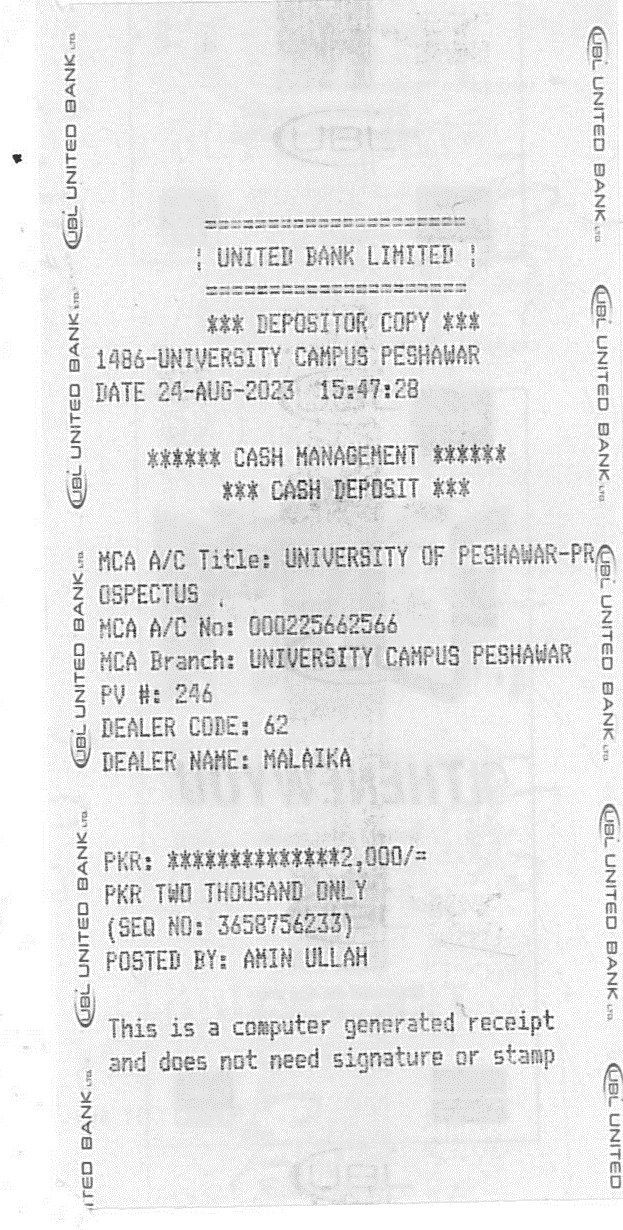 =====================
¦ UNITED BANK LIMITED ¦
=====================
*** DEPOSITOR COPY ***
1486-UNIVERSITY CAMPUS PESHAWAR
DATE 24-AUG-2023 15:47:28
****** CASH MANAGEMENT ******
*** CASH DEPOSIT ***
MCA A/C Title: UNIVERSITY OF PESHAWAR-PR
OSPECTUS
MCA A/C No: 000225662566
MCA Branch: UNIVERSITY CAMPUS PESHAWAR
PV #: 246
DEALER CODE: 62
DEALER NAME: MALAIKA
PKR: **************2,000/=
PKR TWO THOUSAND ONLY
(SEQ NO: 3658756233)
POSTED BY: AMIN ULLAH
This is a computer generated receipt
and does not need signature or stamp
UBL UNITED BANK LTD.
UBL UNITED BANK LTD.
UBL UNITED BANK LTD.
UBL UNITED BANK LTD.
ITED BANK LTD.
UBL UNITED BANK LTD.
UBL UNITED BANK LTD.
UBL UNITED BANK LTD.
UBL UNITED BANK LTD.
UBL UNITED